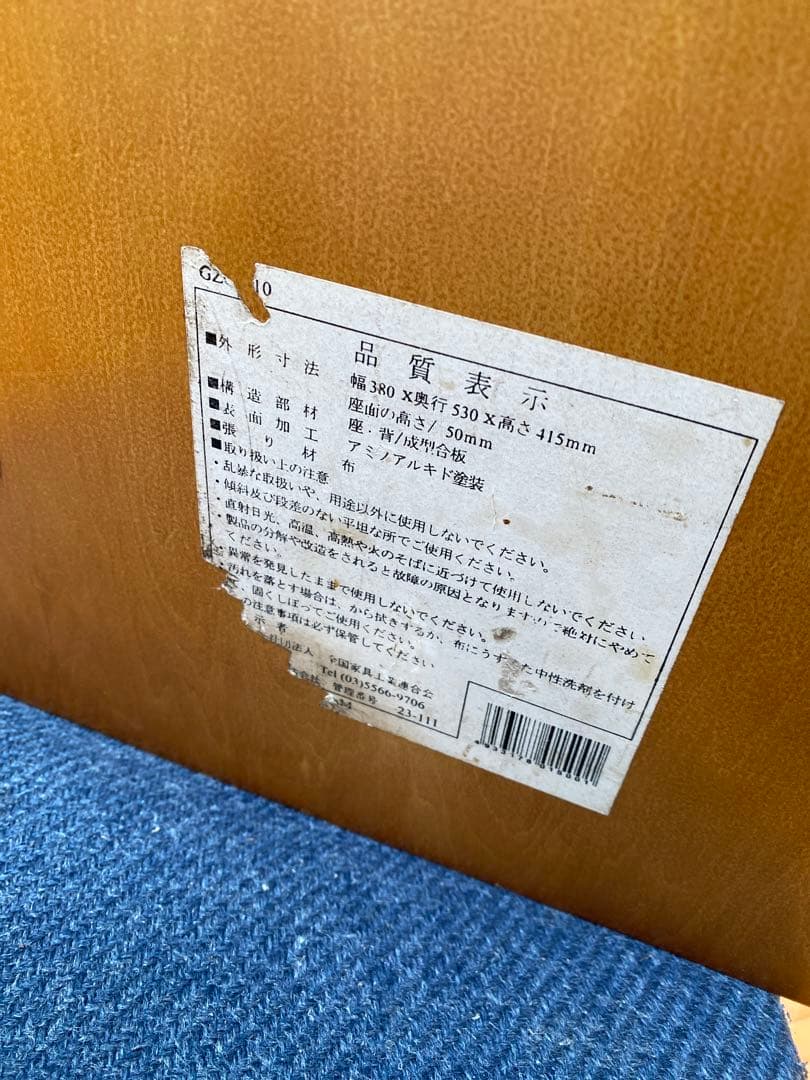 GZ 10
品質表示
■外形寸法 幅380X奥行530X高さ415mm
座面の高さ/ 50mm
■構造部材 座・背/成型合板
■表面加工 アミノアルキド塗装
■張り材 布
■取り扱い上の注意
・乱暴な取扱いや、用途以外に使用しないでください。
・傾斜及び段差のない平坦な所でご使用ください。
・直射日光、高温、高熱や火のそばに近づけて使用しないでください。
・製品の分解や改造をされると故障の原因となりますので絶対にやめて
ください。
・異常を発見したままで使用しないでください。
・汚れを落とす場合は、から拭きするか、布にうす た中性洗剤を付け
、固くしぼってご使用ください。
の注意事項は必ず保管してください
示者
法人 全国家具工業連合会
Tel (03)5566-9706
管理番号 23-111